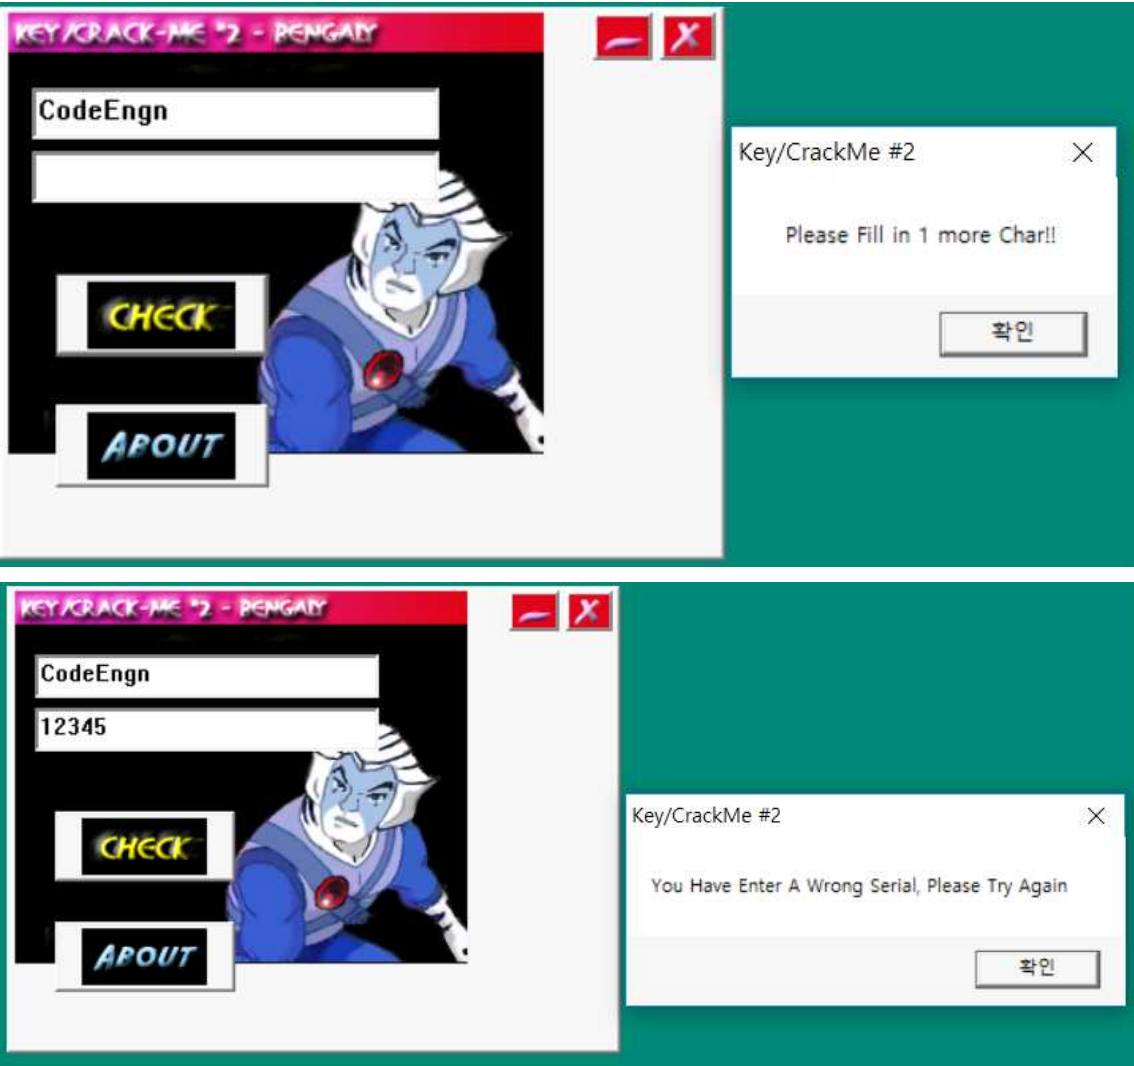 KEY/CRACK-ME #2 - BENGALY
CodeEngn
CHECK
ABOUT
Key/CrackMe #2
Please Fill in 1 more Char!!
확인
KEY/CRACK-ME #2 - BENGALY
CodeEngn
12345
CHECK
ABOUT
Key/CrackMe #2
You Have Enter A Wrong Serial, Please Try Again
확인